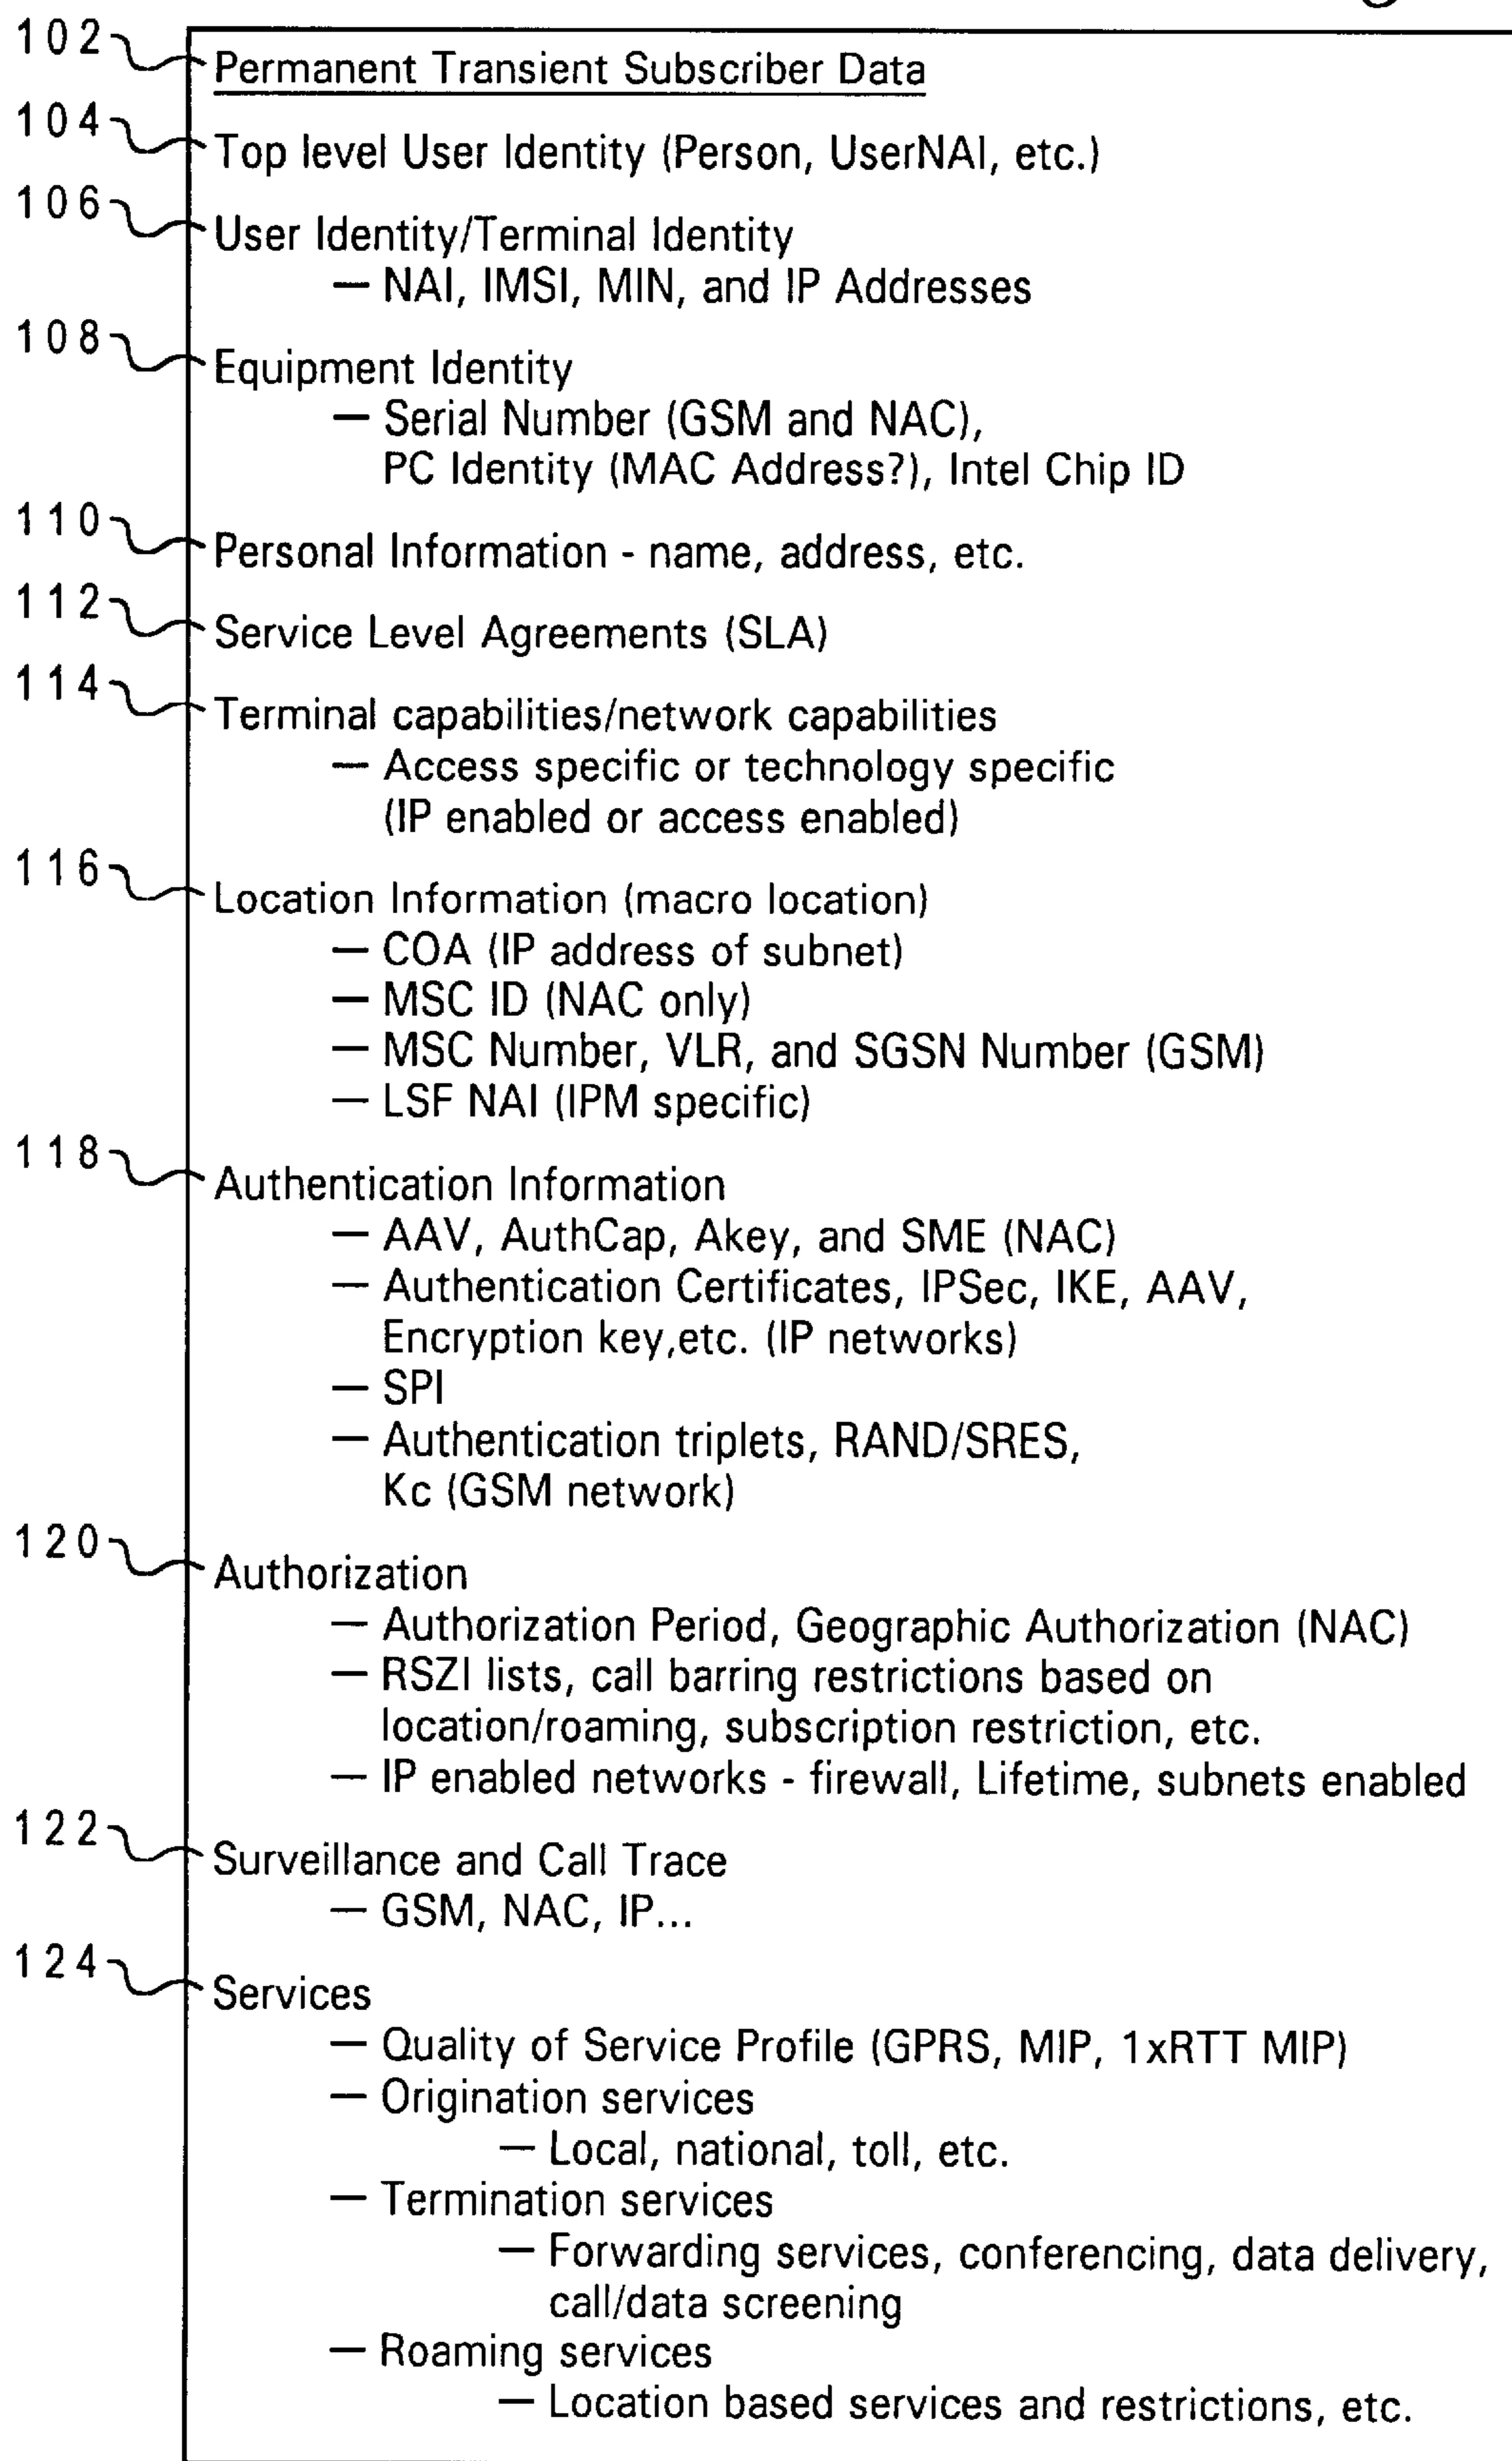 102 Permanent Transient Subscriber Data
104 Top level User Identity (Person, UserNAI, etc.)
106 User Identity/Terminal Identity
— NAI, IMSI, MIN, and IP Addresses
108 Equipment Identity
— Serial Number (GSM and NAC),
PC Identity (MAC Address?), Intel Chip ID
110 Personal Information - name, address, etc.
112 Service Level Agreements (SLA)
114 Terminal capabilities/network capabilities
— Access specific or technology specific
(IP enabled or access enabled)
116 Location Information (macro location)
— COA (IP address of subnet)
— MSC ID (NAC only)
— MSC Number, VLR, and SGSN Number (GSM)
— LSF NAI (IPM specific)
118 Authentication Information
— AAV, AuthCap, Akey, and SME (NAC)
— Authentication Certificates, IPSec, IKE, AAV,
Encryption key,etc. (IP networks)
— SPI
— Authentication triplets, RAND/SRES,
Kc (GSM network)
120 Authorization
— Authorization Period, Geographic Authorization (NAC)
— RSZI lists, call barring restrictions based on
location/roaming, subscription restriction, etc.
— IP enabled networks - firewall, Lifetime, subnets enabled
122 Surveillance and Call Trace
— GSM, NAC, IP...
124 Services
— Quality of Service Profile (GPRS, MIP, 1xRTT MIP)
— Origination services
— Local, national, toll, etc.
— Termination services
— Forwarding services, conferencing, data delivery,
call/data screening
— Roaming services
— Location based services and restrictions, etc.